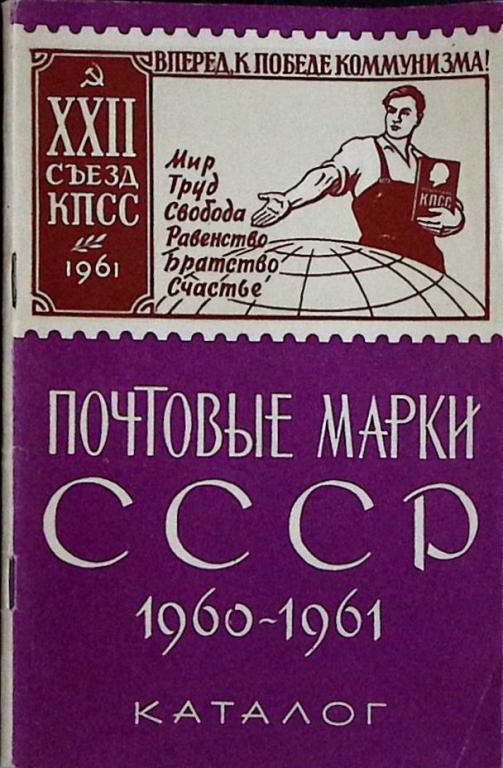 ВПЕРЕД, К ПОБЕДЕ КОММУНИЗМА!
XXII
СЪЕЗД
КПСС
1961
Мир
Труд
Свобода
Равенство
Братство
Счастье
КПСС
ПОЧТОВЫЕ МАРКИ
СССР
1960-1961
КАТАЛОГ